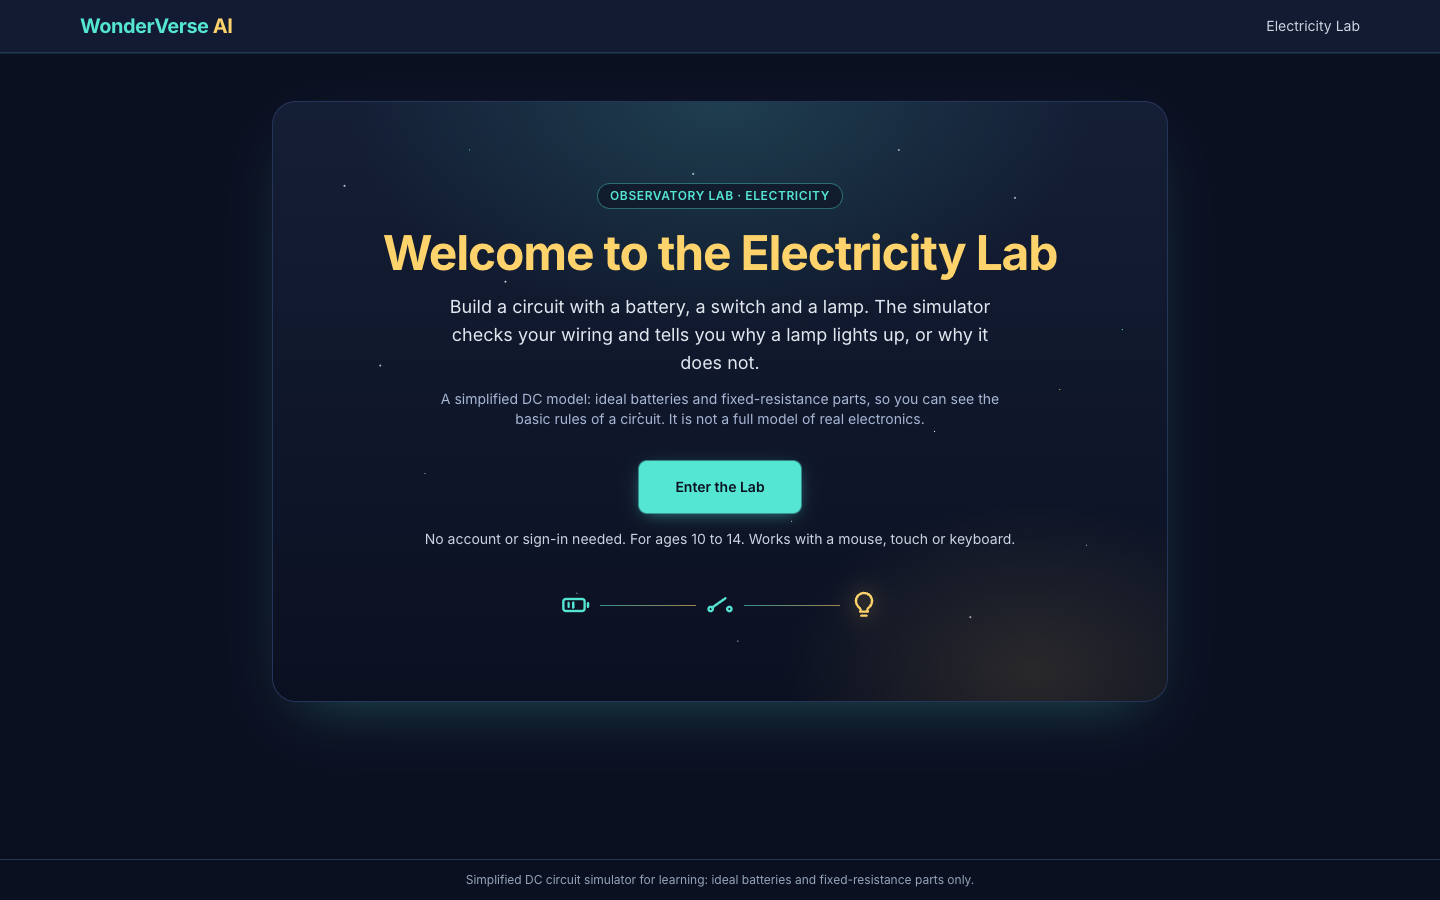 WonderVerse AI
Electricity Lab
OBSERVATORY LAB · ELECTRICITY
Welcome to the Electricity Lab
Build a circuit with a battery, a switch and a lamp. The simulator
checks your wiring and tells you why a lamp lights up, or why it
does not.
A simplified DC model: ideal batteries and fixed-resistance parts, so you can see the
basic rules of a circuit. It is not a full model of real electronics.
Enter the Lab
No account or sign-in needed. For ages 10 to 14. Works with a mouse, touch or keyboard.
Simplified DC circuit simulator for learning: ideal batteries and fixed-resistance parts only.